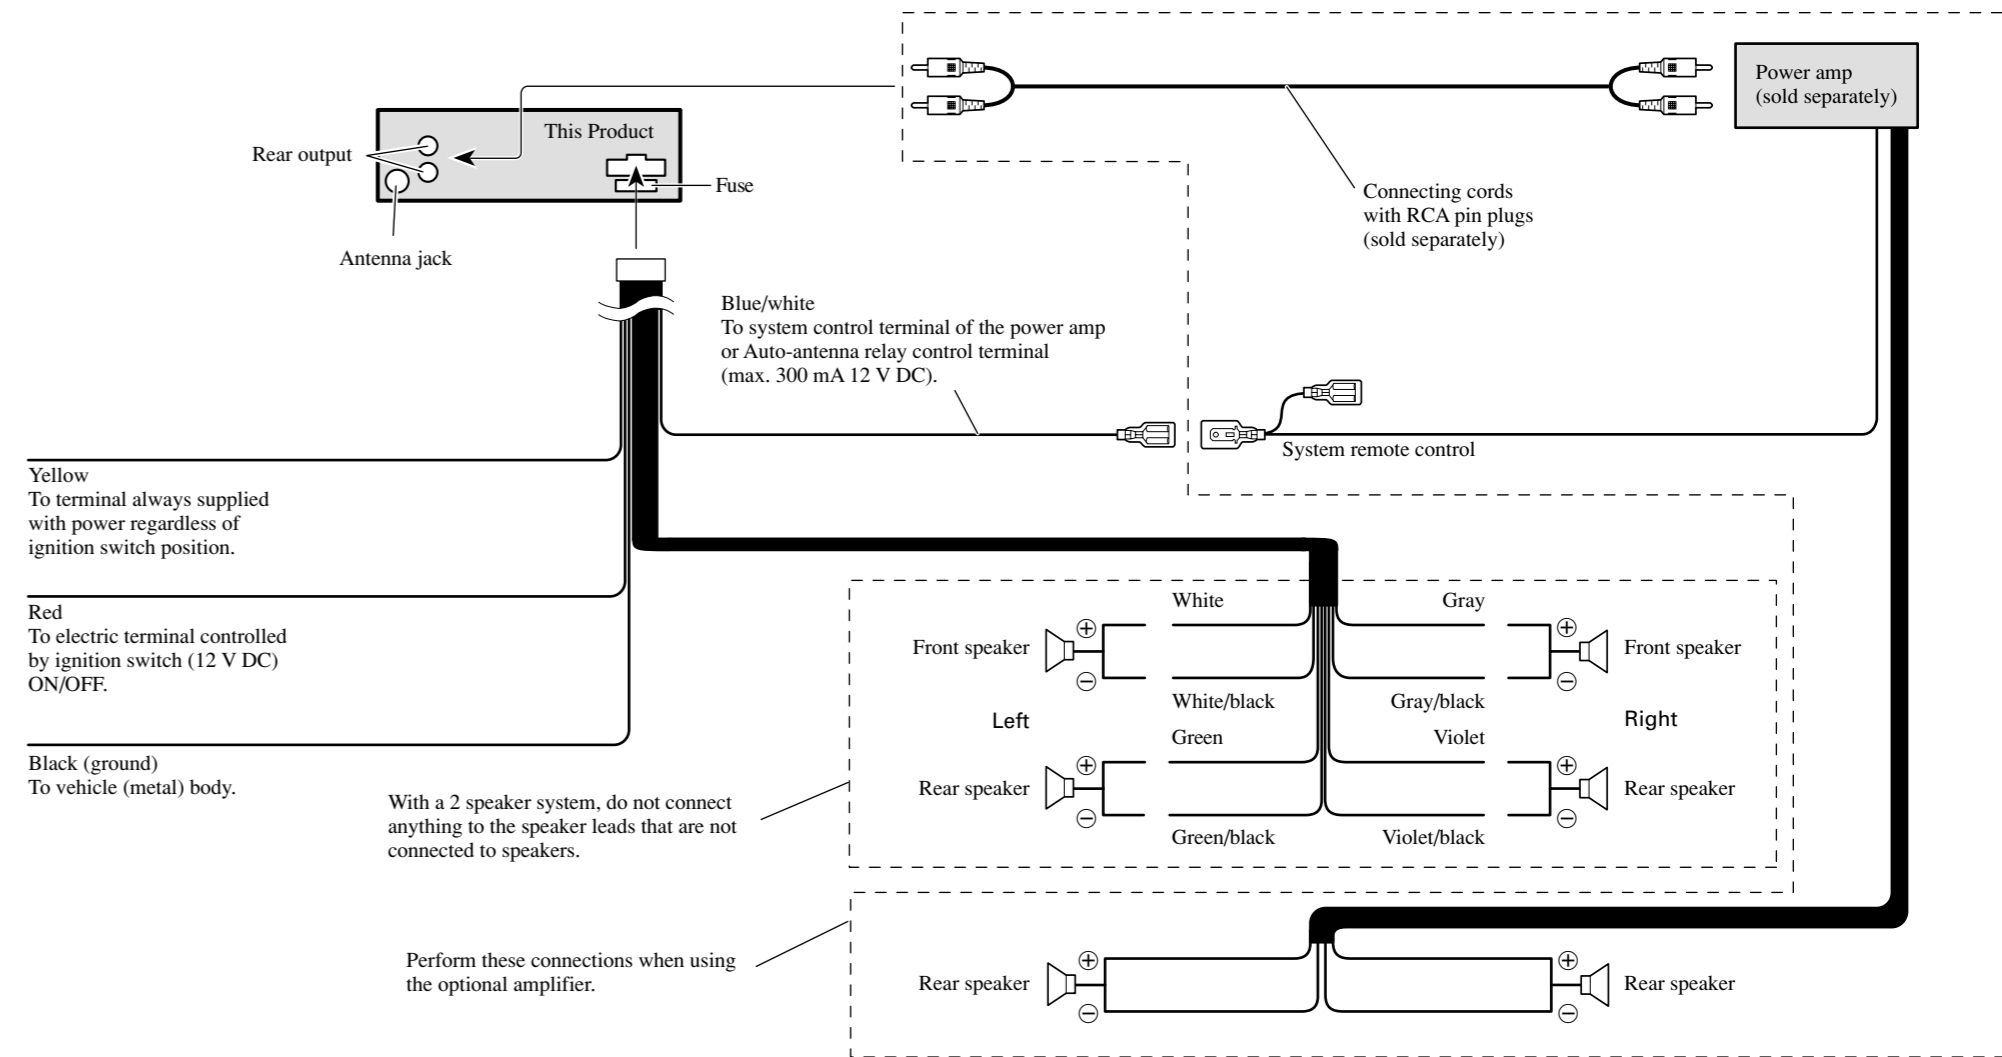 Power amp
(sold separately)
This Product
Rear output
Fuse
Connecting cords
with RCA pin plugs
(sold separately)
Antenna jack
Blue/white
To system control terminal of the power amp
or Auto-antenna relay control terminal
(max. 300 mA 12 V DC).
System remote control
Yellow
To terminal always supplied
with power regardless of
ignition switch position.
Red
To electric terminal controlled
by ignition switch (12 V DC)
ON/OFF.
Black (ground)
To vehicle (metal) body.
White
Gray
⊕
⊕
Front speaker
Front speaker
⊖
⊖
White/black
Gray/black
Left
Right
Green
Violet
⊕
⊕
Rear speaker
Rear speaker
⊖
⊖
Green/black
Violet/black
With a 2 speaker system, do not connect
anything to the speaker leads that are not
connected to speakers.
Perform these connections when using
the optional amplifier.
⊕
⊕
Rear speaker
Rear speaker
⊖
⊖